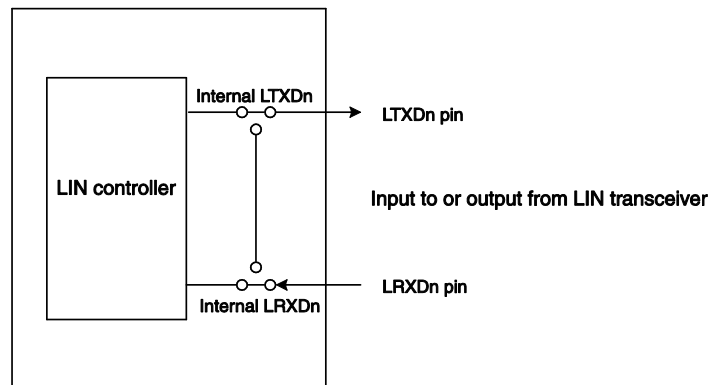 Internal LTXDn
LTXDn pin
LIN controller
Input to or output from LIN transceiver
LRXDn pin
Internal LRXDn